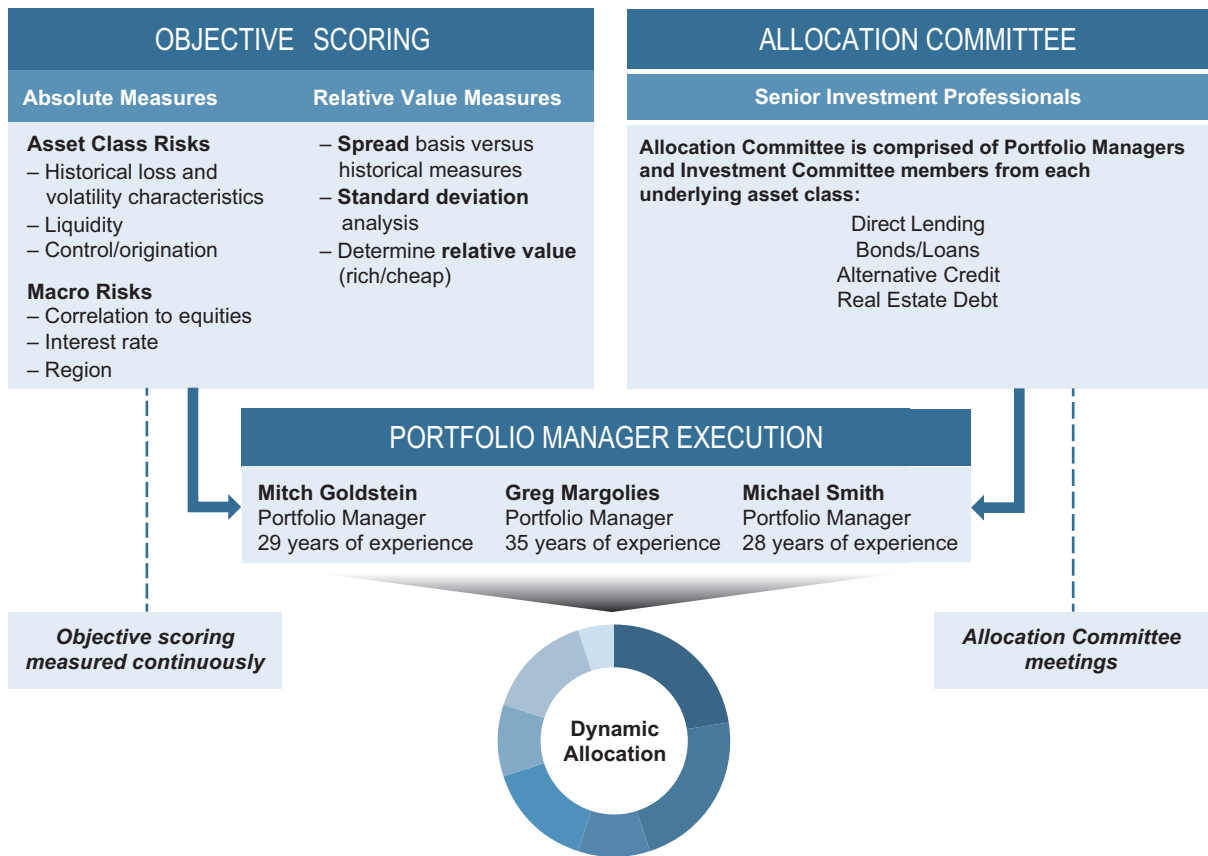 OBJECTIVE SCORING
Absolute Measures
Asset Class Risks
– Historical loss and
volatility characteristics
– Liquidity
– Control/origination
Macro Risks
– Correlation to equities
– Interest rate
– Region
Relative Value Measures
– Spread basis versus
historical measures
– Standard deviation
analysis
– Determine relative value
(rich/cheap)
ALLOCATION COMMITTEE
Senior Investment Professionals
Allocation Committee is comprised of Portfolio Managers
and Investment Committee members from each
underlying asset class:
Direct Lending
Bonds/Loans
Alternative Credit
Real Estate Debt
PORTFOLIO MANAGER EXECUTION
Mitch Goldstein
Portfolio Manager
29 years of experience
Greg Margolies
Portfolio Manager
35 years of experience
Michael Smith
Portfolio Manager
28 years of experience
Objective scoring
measured continuously
Allocation Committee
meetings
Dynamic
Allocation